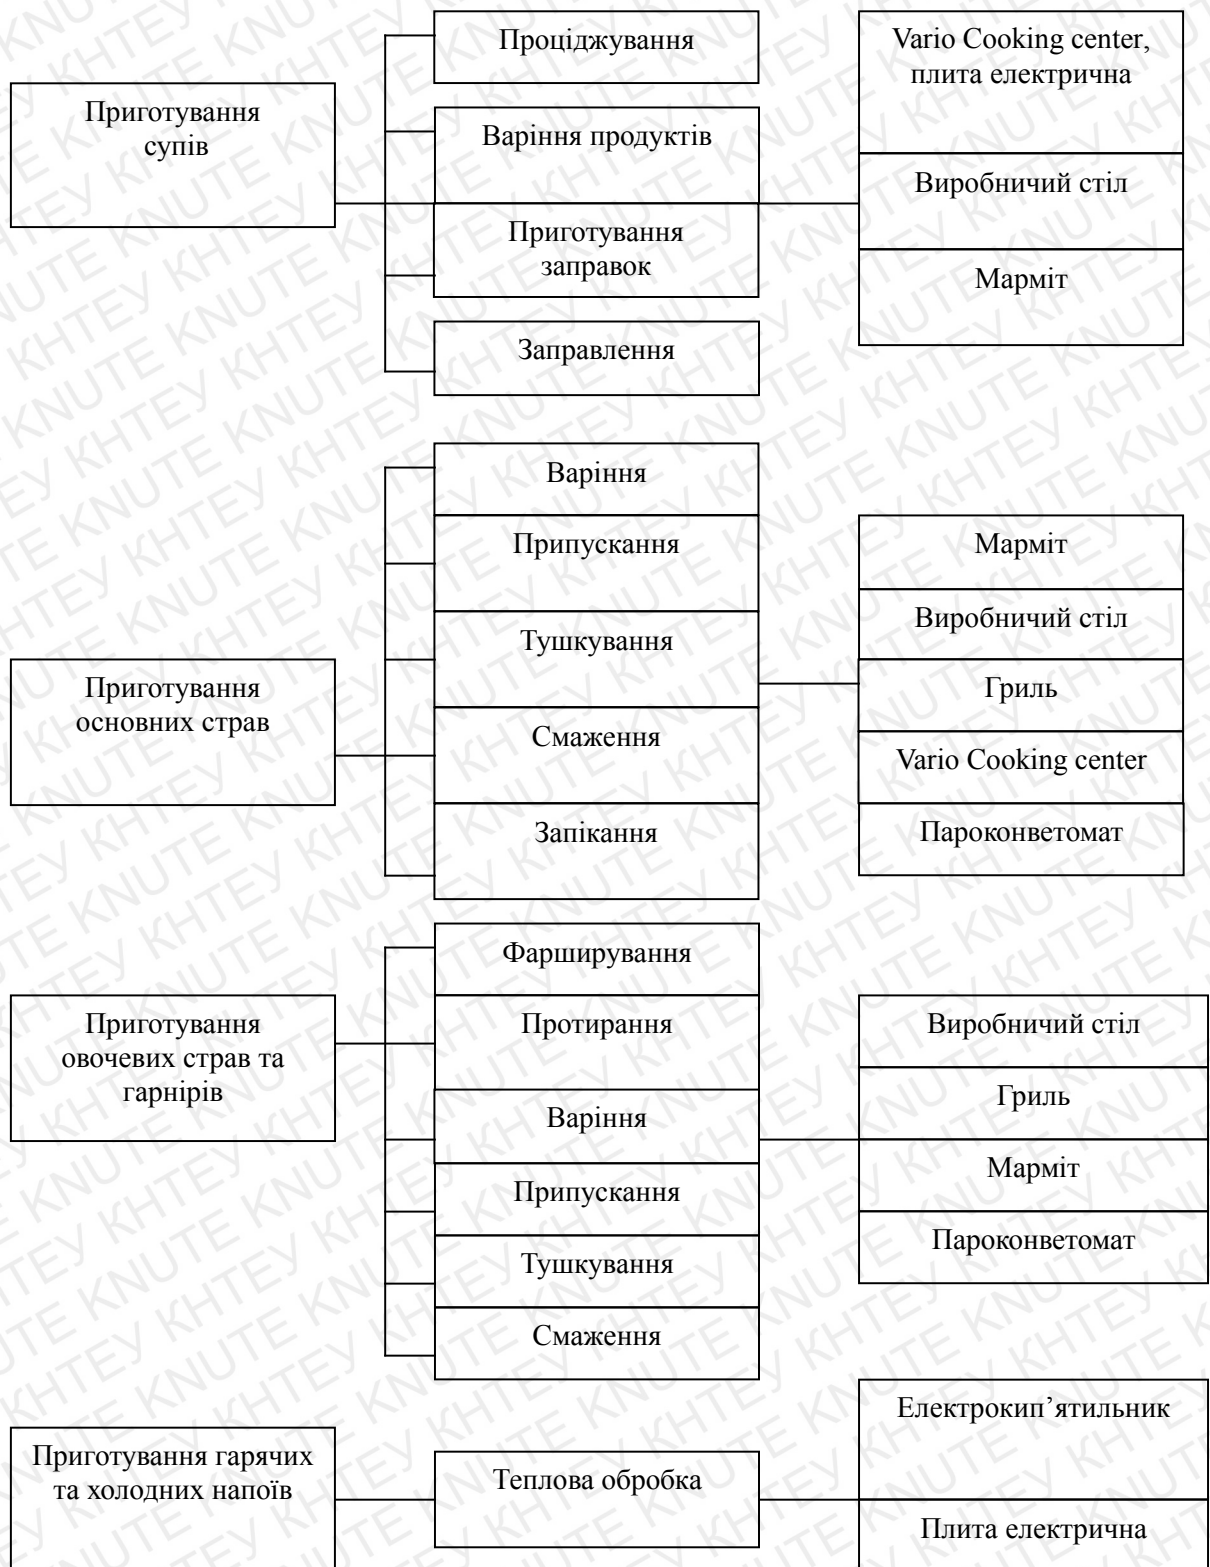 Приготування
супів
Проціджування
Варіння продуктів
Приготування
заправок
Заправлення
Vario Cooking center,
плита електрична
Виробничий стіл
Марміт
Приготування
основних страв
Варіння
Припускання
Тушкування
Смаження
Запікання
Марміт
Виробничий стіл
Гриль
Vario Cooking center
Пароконветомат
Приготування
овочевих страв та
гарнірів
Фарширування
Протирання
Варіння
Припускання
Тушкування
Смаження
Виробничий стіл
Гриль
Марміт
Пароконветомат
Приготування гарячих
та холодних напоїв
Теплова обробка
Електрокип’ятильник
Плита електрична